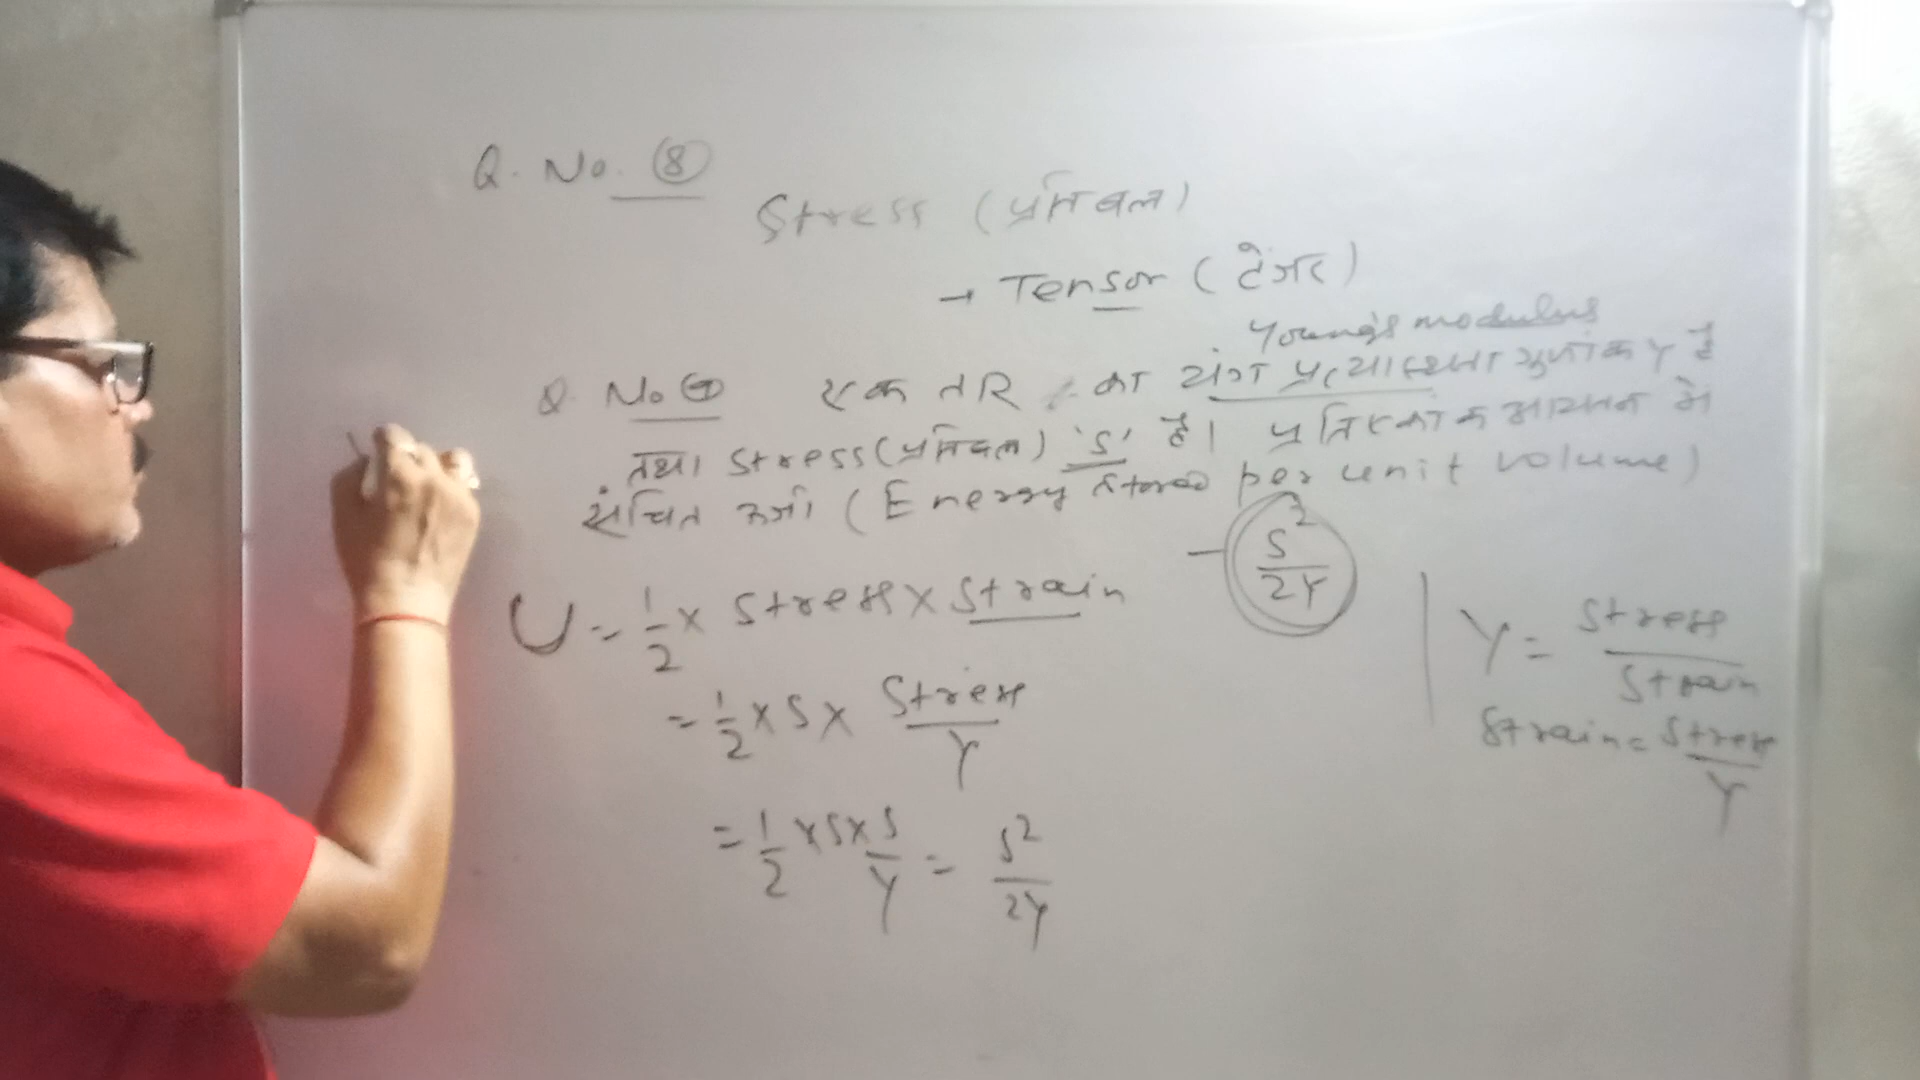 Q. No. ⑧
Stress (प्रतिबल)
→ Tensor (टेंजर)
Young's modulus
Q. No ⑨ एक तार का यंग प्रत्यास्थता गुणांक Y है
तथा Stress (प्रतिबल) 'S' है। प्रति एकांक आयतन में
संचित ऊर्जा (Energy stored per unit volume)
- S²/2Y
U = 1/2 × Stress × Strain
= 1/2 × S × Stress/Y
= 1/2 × S × S/Y = S²/2Y
Y = Stress/Strain
Strain = Stress/Y